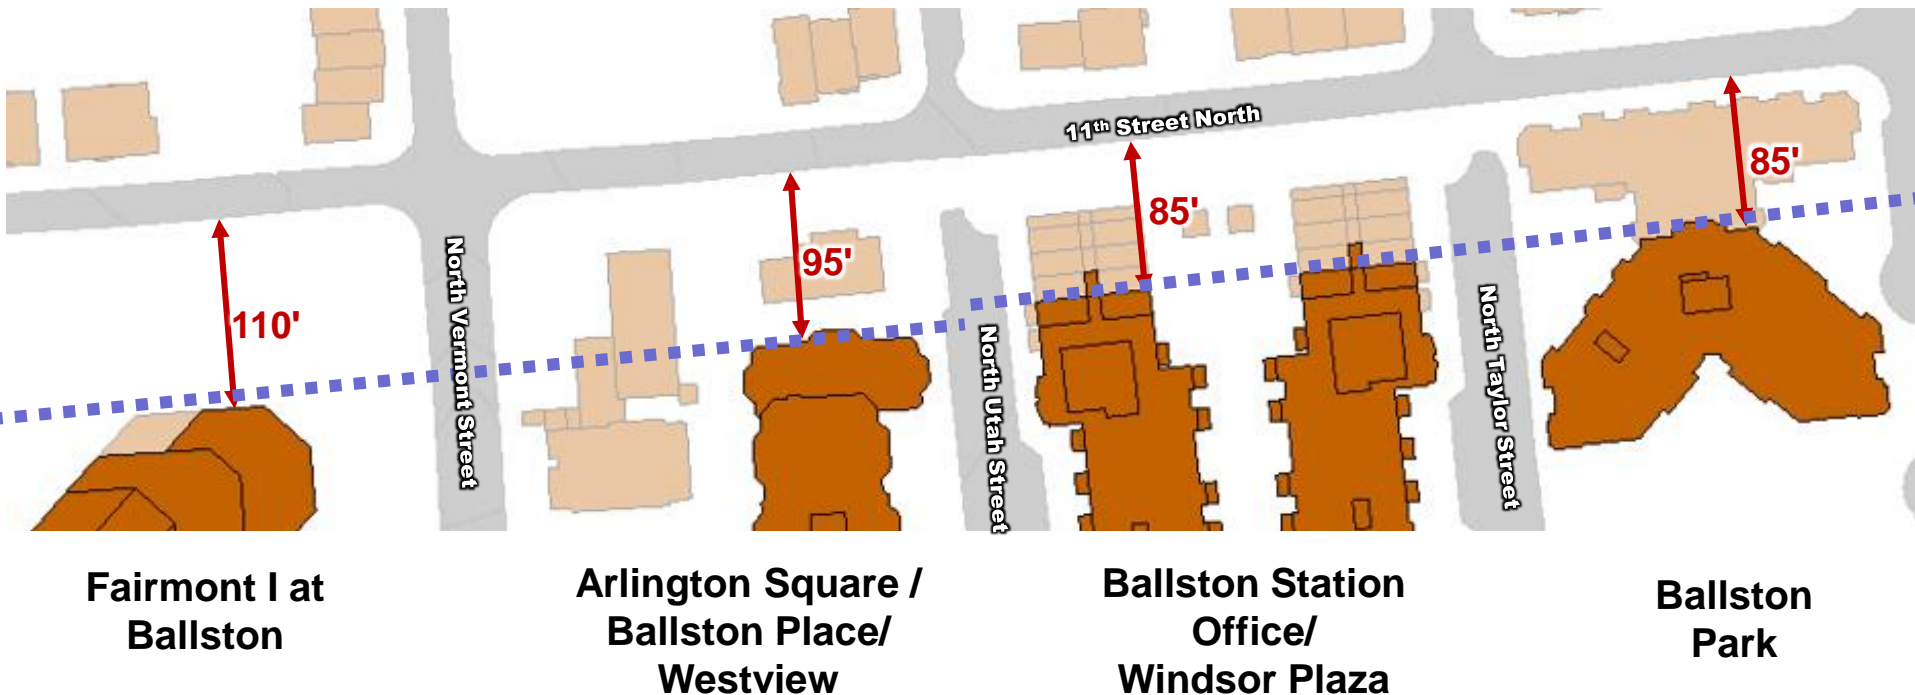 11th Street North
85'
85'
95'
110'
North Vermont Street
North Utah Street
North Taylor Street
Fairmont I at
Ballston
Arlington Square /
Ballston Place/
Westview
Ballston Station
Office/
Windsor Plaza
Ballston
Park